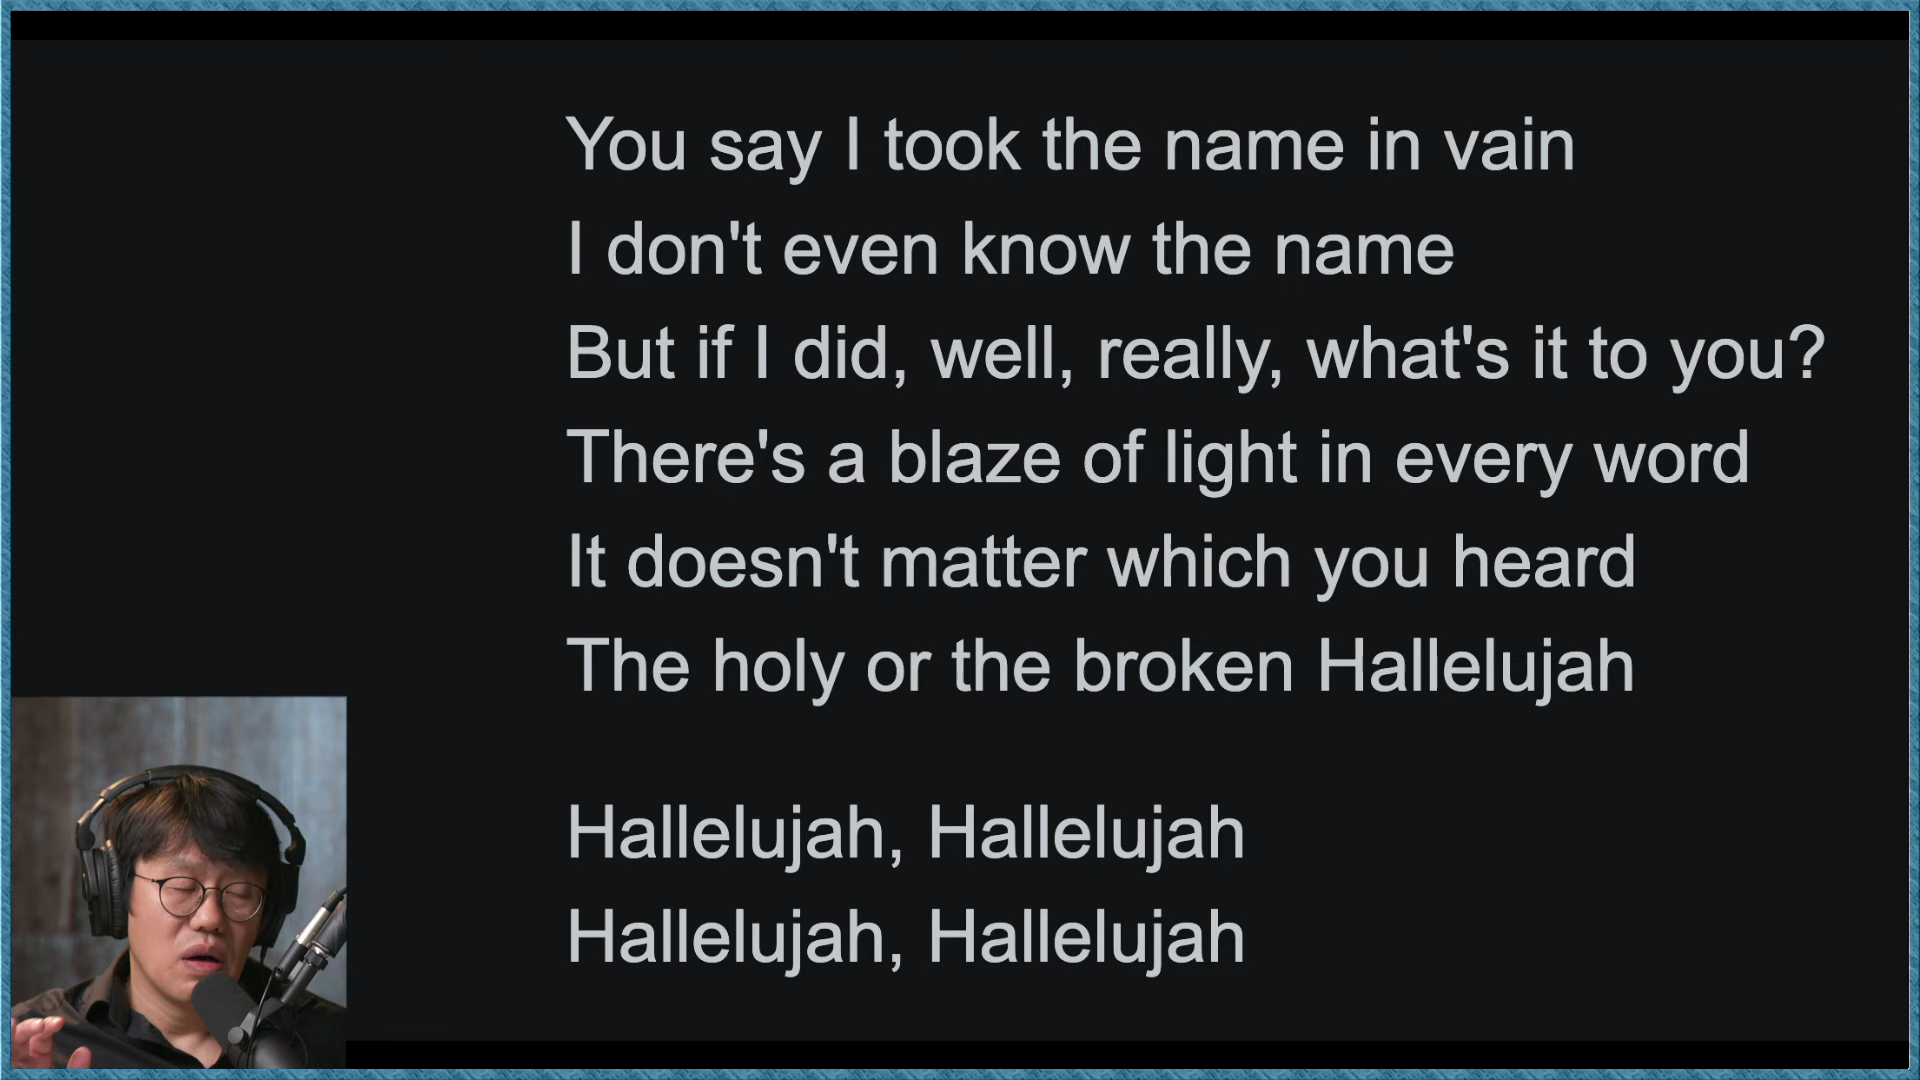 You say I took the name in vain
I don't even know the name
But if I did, well, really, what's it to you?
There's a blaze of light in every word
It doesn't matter which you heard
The holy or the broken Hallelujah
Hallelujah, Hallelujah
Hallelujah, Hallelujah